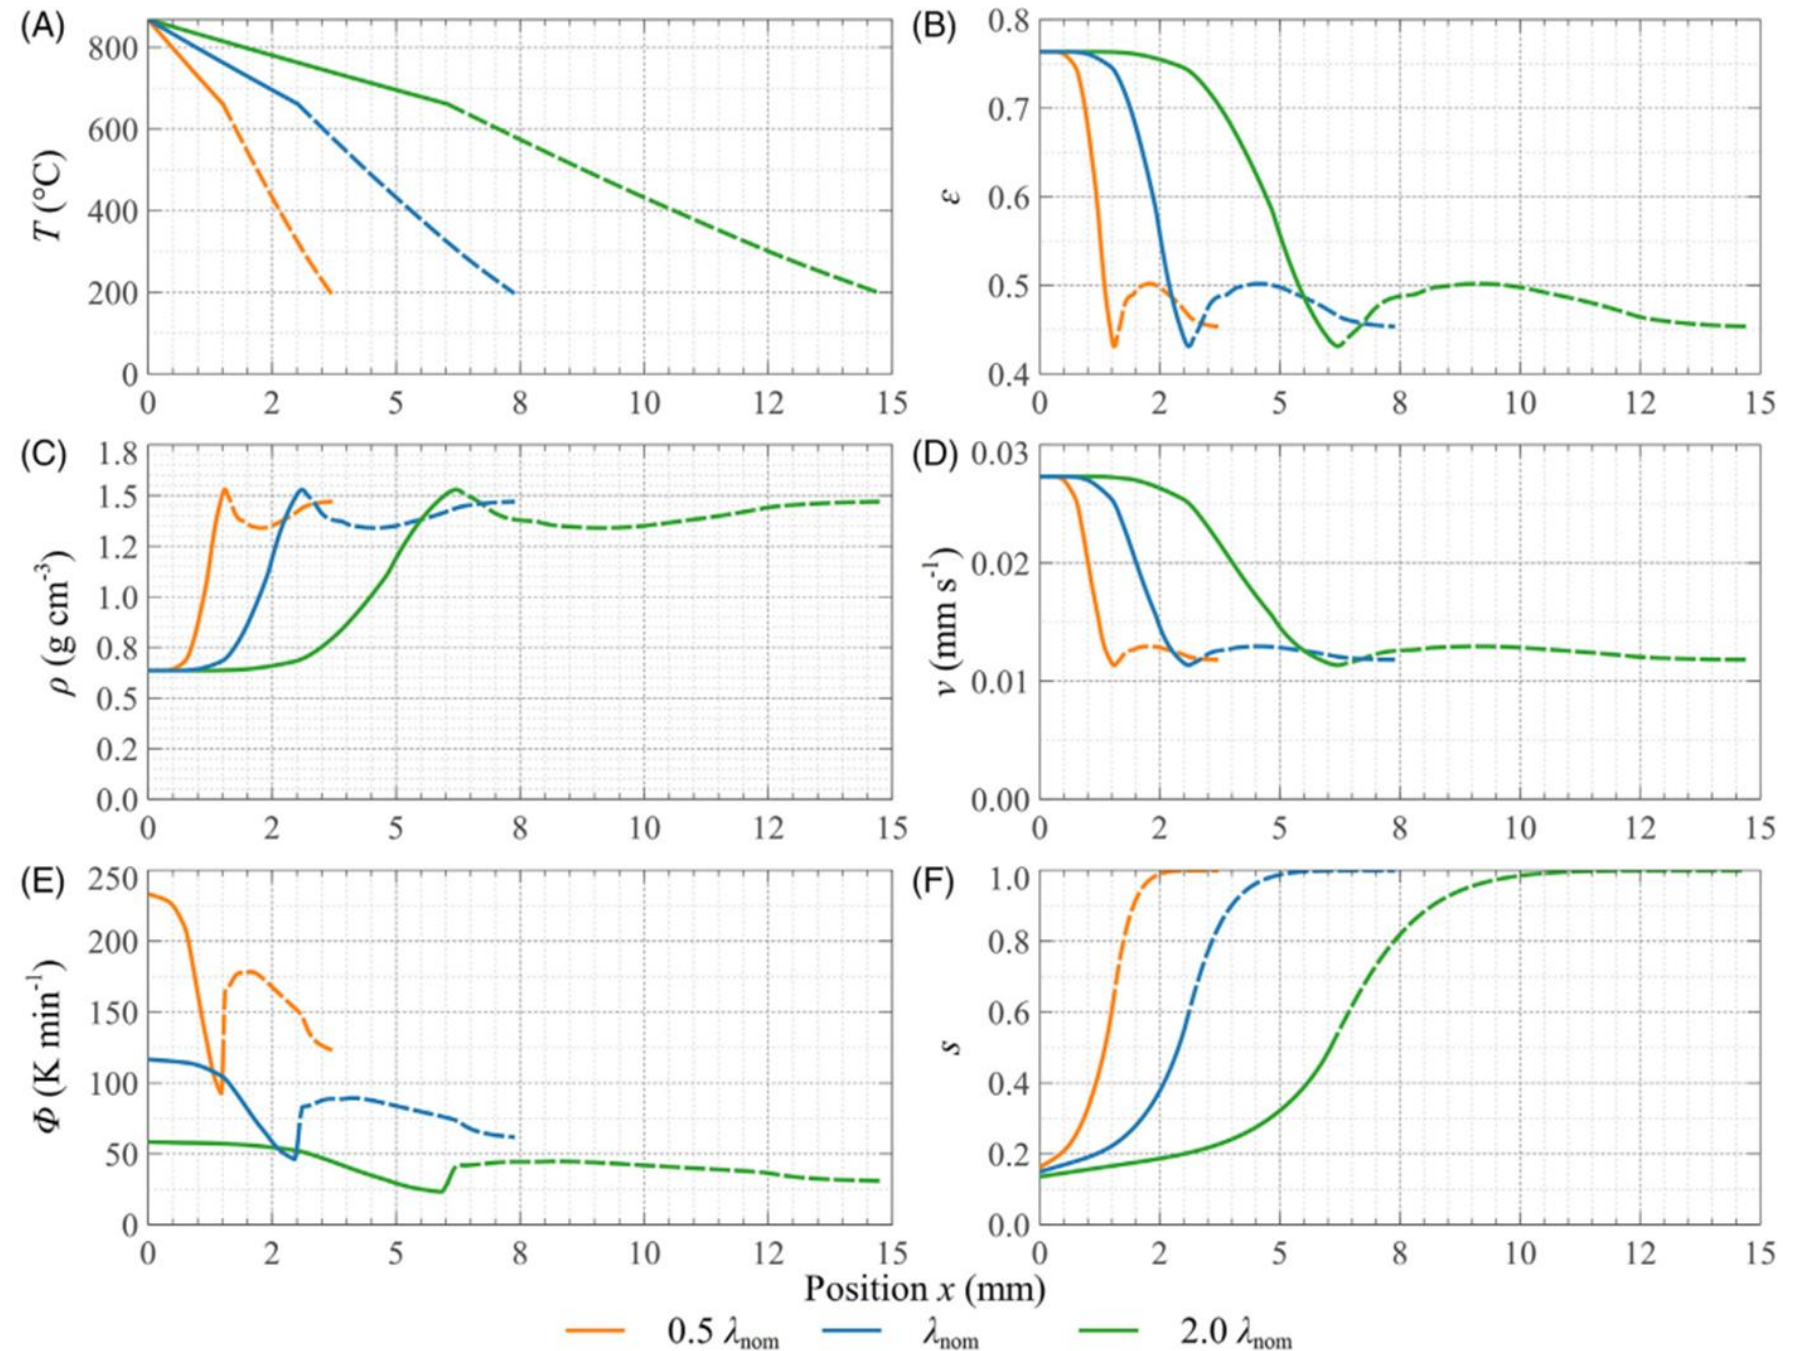 (A)
800
600
400
200
0
T (°C)
0 2 5 8 10 12 15
(B)
0.8
0.7
0.6
0.5
0.4
ε
0 2 5 8 10 12 15
(C)
1.8
1.5
1.2
1.0
0.8
0.5
0.2
0.0
ρ (g cm⁻³)
0 2 5 8 10 12 15
(D)
0.03
0.02
0.01
0.00
v (mm s⁻¹)
0 2 5 8 10 12 15
(E)
250
200
150
100
50
0
Φ (K min⁻¹)
0 2 5 8 10 12 15
(F)
1.0
0.8
0.6
0.4
0.2
0.0
s
0 2 5 8 10 12 15
Position x (mm)
0.5 λnom λnom 2.0 λnom